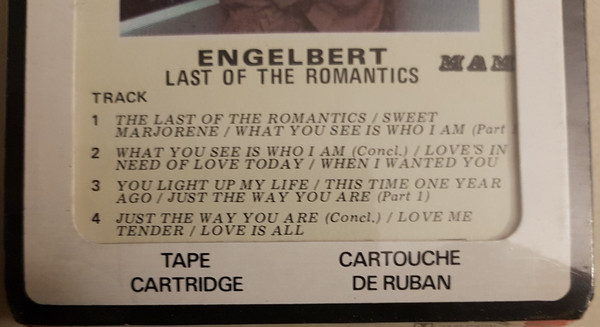 ENGELBERT
LAST OF THE ROMANTICS
MAM
TRACK
1 THE LAST OF THE ROMANTICS / SWEET
MARJORENE / WHAT YOU SEE IS WHO I AM (Part 1
2 WHAT YOU SEE IS WHO I AM (Concl.) / LOVE'S IN
NEED OF LOVE TODAY / WHEN I WANTED YOU
3 YOU LIGHT UP MY LIFE / THIS TIME ONE YEAR
AGO / JUST THE WAY YOU ARE (Part 1)
4 JUST THE WAY YOU ARE (Concl.) / LOVE ME
TENDER / LOVE IS ALL
TAPE
CARTRIDGE
CARTOUCHE
DE RUBAN